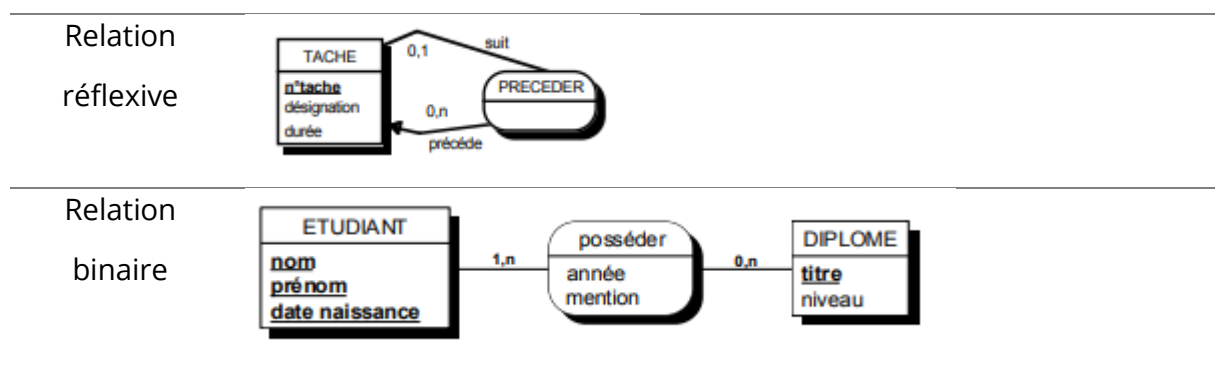 Relation
réflexive
TACHE
n°tache
désignation
durée
0,1
suit
PRECEDER
0,n
précéde
Relation
binaire
ETUDIANT
nom
prénom
date naissance
1,n
posséder
année
mention
0,n
DIPLOME
titre
niveau